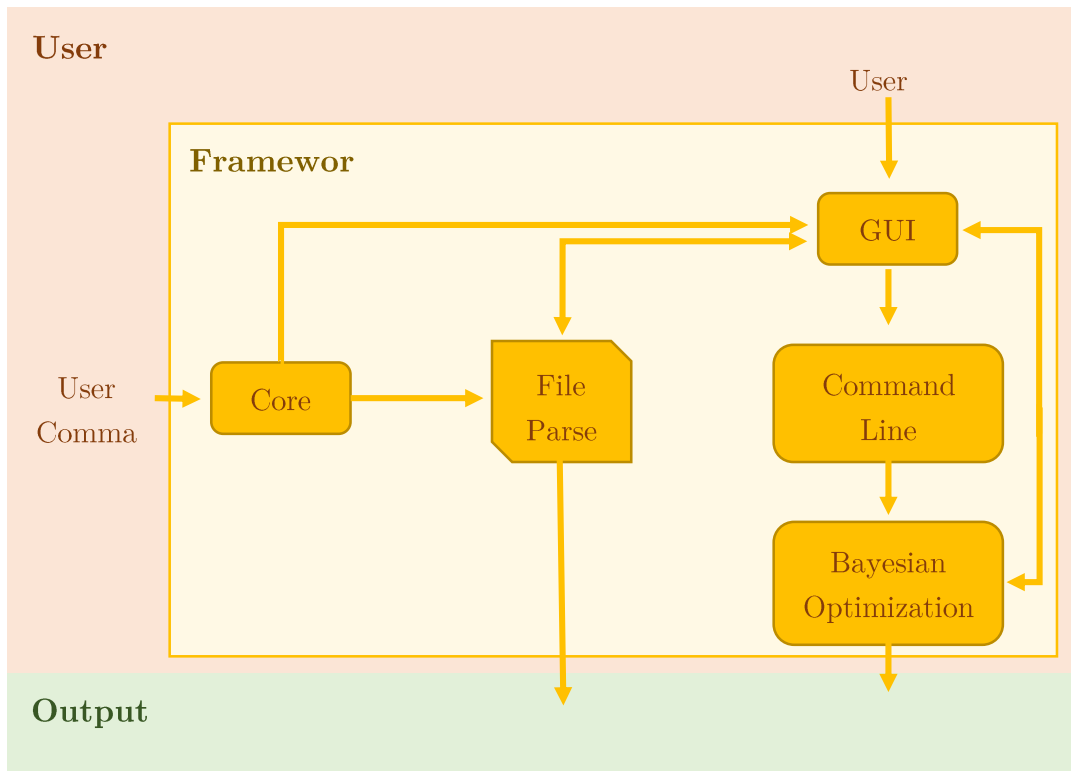 User
User
Framewor
GUI
User
Comma
Core
File
Parse
Command
Line
Bayesian
Optimization
Output